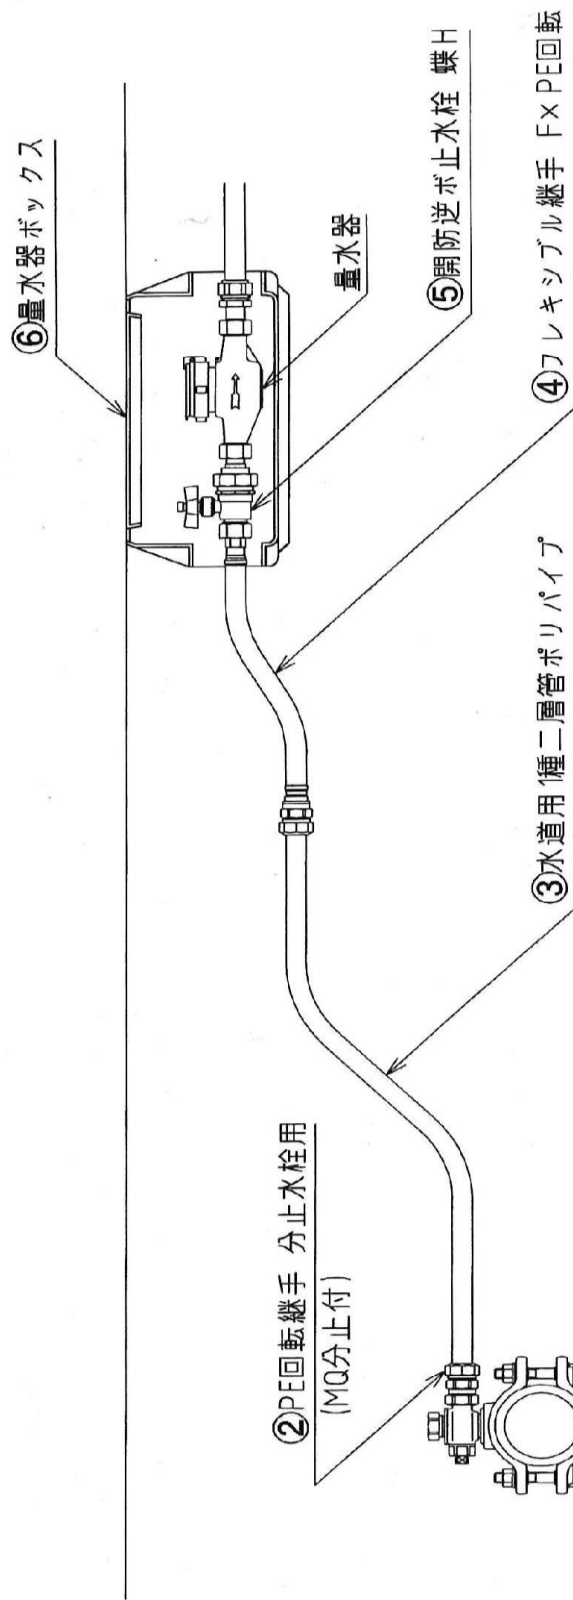 ⑥量水器ボックス
量水器
⑤開防逆ボ止水栓 蝶H
④フレキシブル継手 F×PE回転
③水道用1種二層管ポリパイプ
②PE回転継手 分止水栓用
(MQ分止付)